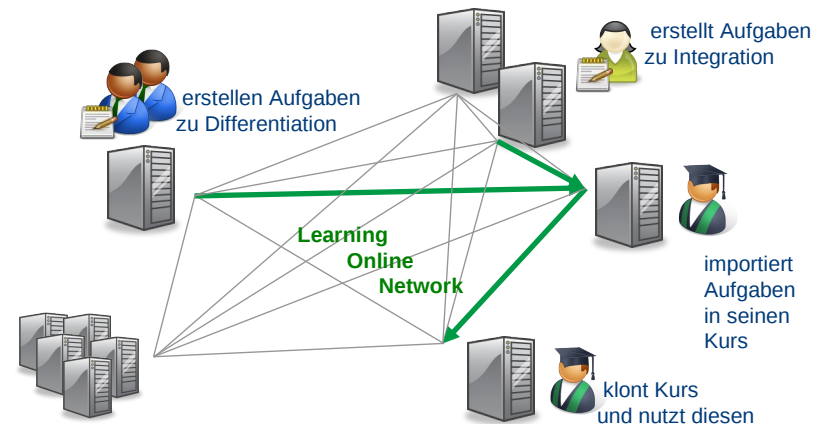 erstellt Aufgaben
zu Integration
erstellen Aufgaben
zu Differentiation
Learning
Online
Network
importiert
Aufgaben
in seinen
Kurs
klont Kurs
und nutzt diesen